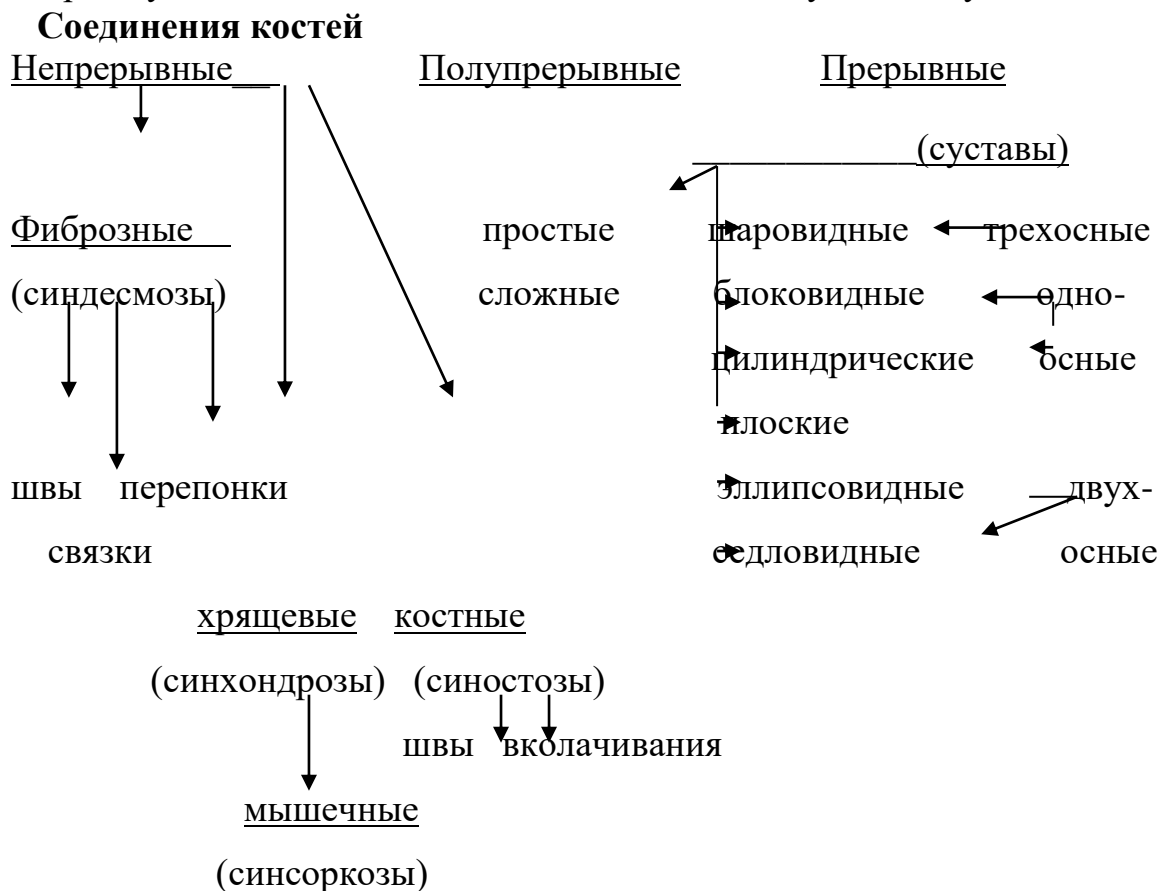 Соединения костей
Непрерывные Полупрерывные Прерывные
(суставы)
Фиброзные простые шаровидные трехосные
(синдесмозы) сложные блоковидные одно-
цилиндрические осные
плоские
швы перепонки эллипсовидные двух-
связки седловидные осные
хрящевые костные
(синхондрозы) (синостозы)
швы вколачивания
мышечные
(синсоркозы)